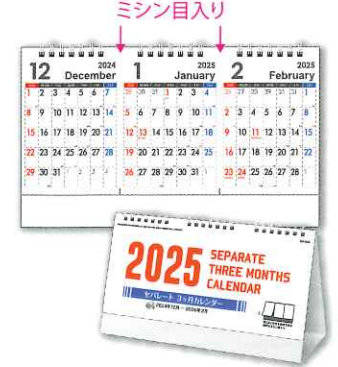 ミシン目入り
12 2024 December
1 2025 January
2 2025 February
1 2 3 4 5 6 7
8 9 10 11 12 13 14
15 16 17 18 19 20 21
22 23 24 25 26 27 28
29 30 31
1 2 3 4
5 6 7 8 9 10 11
12 13 14 15 16 17 18
19 20 21 22 23 24 25
26 27 28 29 30 31
1
2 3 4 5 6 7 8
9 10 11 12 13 14 15
16 17 18 19 20 21 22
23 24 25 26 27 28
2025 SEPARATE
THREE MONTHS
CALENDAR
セパレート 3ヶ月カレンダー